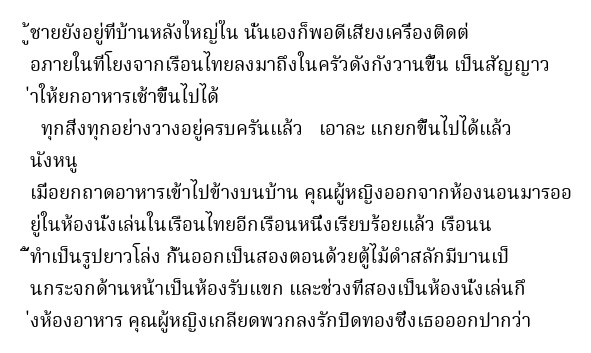 ู้ชายยังอยู่ที่บ้านหลังใหญ่ใน นั่นเองก็พอดีเสียงเครื่องติดต่
อภายในที่โยงจากเรือนไทยลงมาถึงในครัวดังกังวานขึ้น เป็นสัญญาว
่าให้ยกอาหารเช้าขึ้นไปได้
ทุกสิ่งทุกอย่างวางอยู่ครบครันแล้ว เอาละ แกยกขึ้นไปได้แล้ว
นังหนู
เมื่อยกถาดอาหารเข้าไปข้างบนบ้าน คุณผู้หญิงออกจากห้องนอนมารออ
ยู่ในห้องนั่งเล่นในเรือนไทยอีกเรือนหนึ่งเรียบร้อยแล้ว เรือนน
ี้ทำเป็นรูปยาวโล่ง กั้นออกเป็นสองตอนด้วยตู้ไม้ดำสลักมีบานเป็
นกระจกด้านหน้าเป็นห้องรับแขก และช่วงที่สองเป็นห้องนั่งเล่นกึ
่งห้องอาหาร คุณผู้หญิงเกลียดพวกลงรักปิดทองซึ่งเธอออกปากว่า